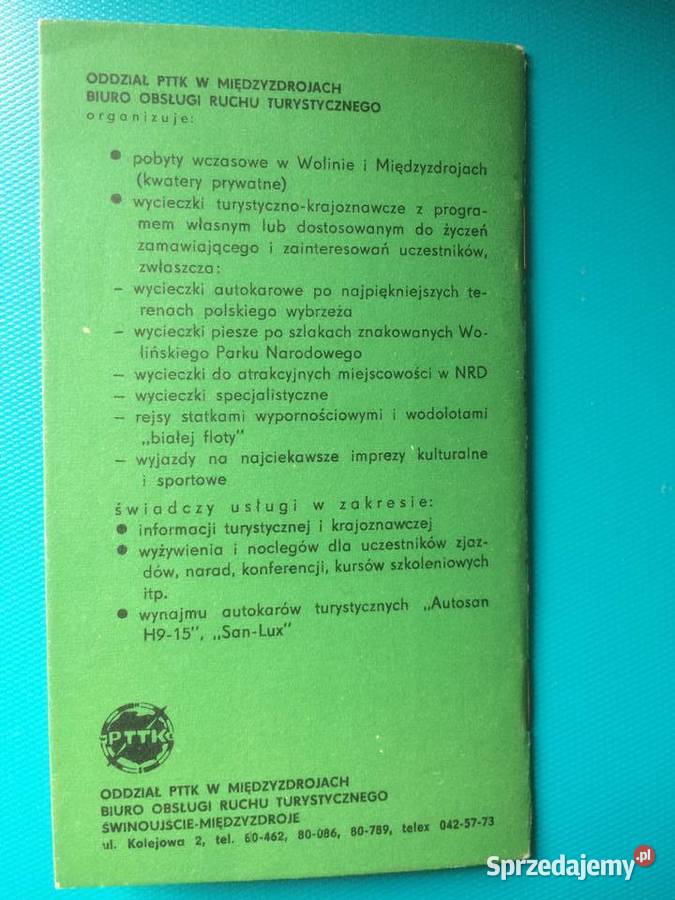 ODDZIAŁ PTTK W MIĘDZYZDROJACH
BIURO OBSŁUGI RUCHU TURYSTYCZNEGO
organizuje:
● pobyty wczasowe w Wolinie i Międzyzdrojach
(kwatery prywatne)
● wycieczki turystyczno-krajoznawcze z progra-
mem własnym lub dostosowanym do życzeń
zamawiającego i zainteresowań uczestników,
zwłaszcza:
– wycieczki autokarowe po najpiękniejszych te-
renach polskiego wybrzeża
– wycieczki piesze po szlakach znakowanych Wo-
lińskiego Parku Narodowego
– wycieczki do atrakcyjnych miejscowości w NRD
– wycieczki specjalistyczne
– rejsy statkami wypornościowymi i wodolotami
„białej floty"
– wyjazdy na najciekawsze imprezy kulturalne
i sportowe
świadczy usługi w zakresie:
● informacji turystycznej i krajoznawczej
● wyżywienia i noclegów dla uczestników zjaz-
dów, narad, konferencji, kursów szkoleniowych
itp.
● wynajmu autokarów turystycznych „Autosan
H9-15", „San-Lux"
PTTK
ODDZIAŁ PTTK W MIĘDZYZDROJACH
BIURO OBSŁUGI RUCHU TURYSTYCZNEGO
ŚWINOUJŚCIE-MIĘDZYZDROJE
ul. Kolejowa 2, tel. 80-462, 80-086, 80-789, telex 042-57-73
Sprzedajemy.pl